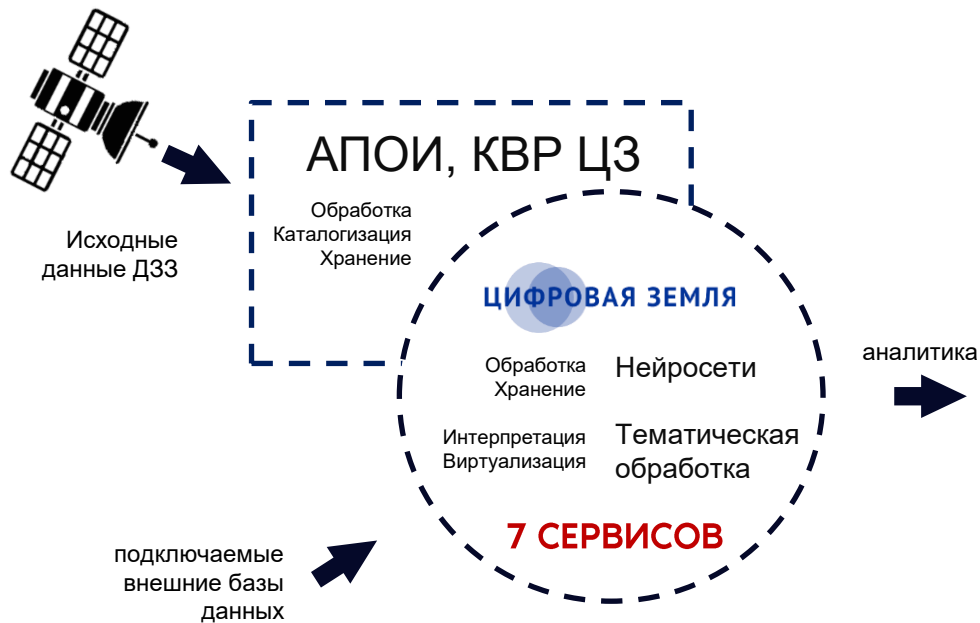 АПОИ, КВР ЦЗ
Обработка
Каталогизация
Хранение
Исходные
данные ДЗЗ
ЦИФРОВАЯ ЗЕМЛЯ
Обработка
Хранение
Нейросети
Интерпретация
Виртуализация
Тематическая
обработка
7 СЕРВИСОВ
аналитика
подключаемые
внешние базы
данных